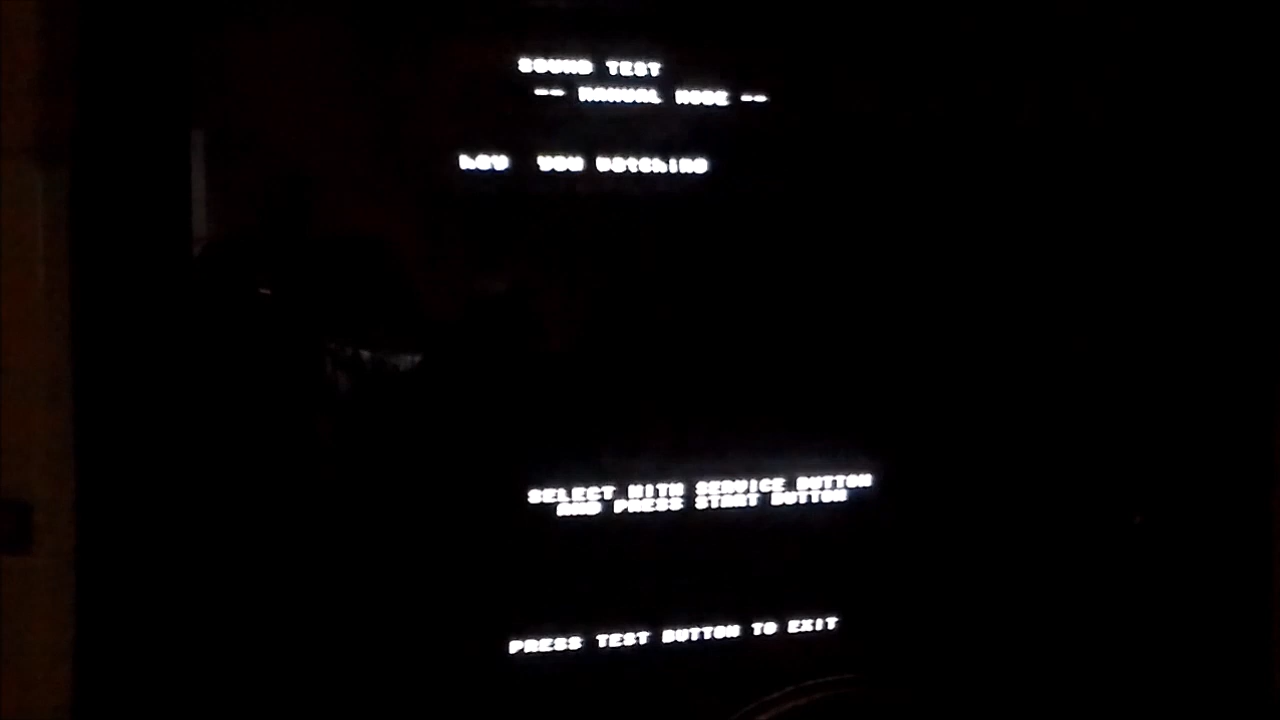 SOUND TEST
-- MANUAL MODE --
hey you watching
SELECT WITH SERVICE BUTTON
AND PRESS START BUTTON
PRESS TEST BUTTON TO EXIT